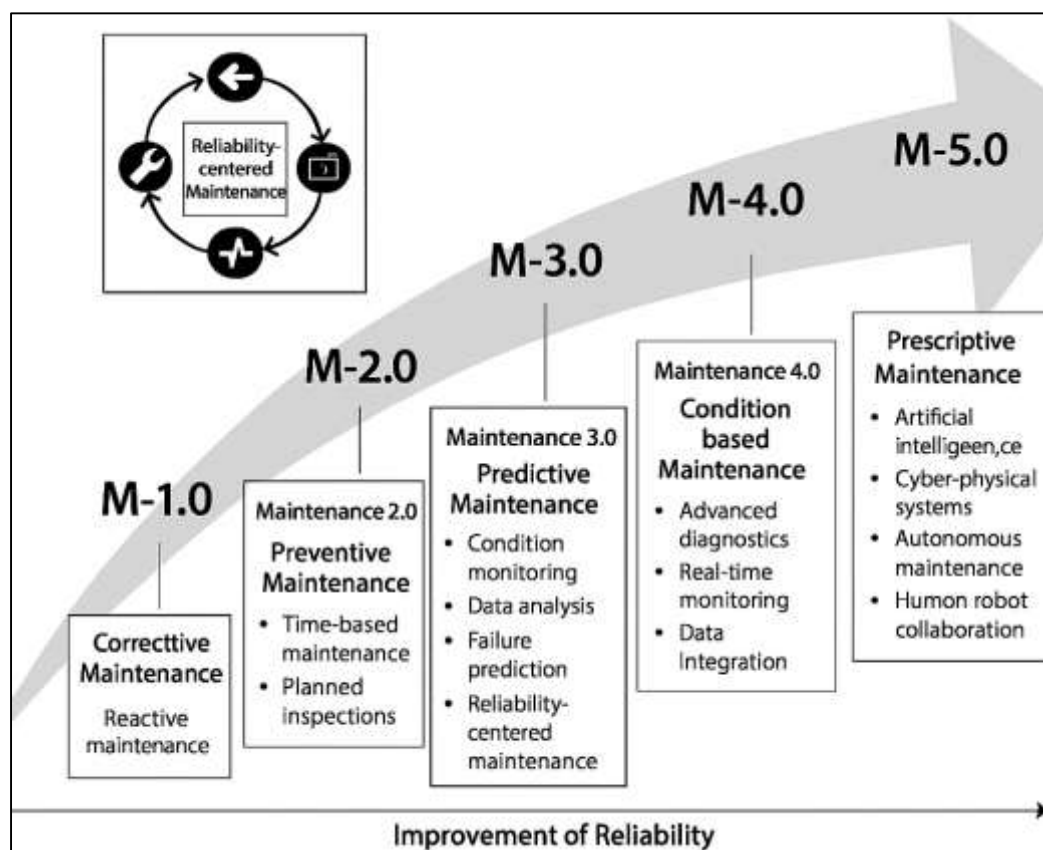 Reliability-
centered
Maintenance
M-1.0
Correcttive
Maintenance
Reactive
maintenance
M-2.0
Maintenance 2.0
Preventive
Maintenance
• Time-based
maintenance
• Planned
inspections
M-3.0
Maintenance 3.0
Predictive
Maintenance
• Condition
monitoring
• Data analysis
• Failure
prediction
• Reliability-
centered
maintenance
M-4.0
Maintenance 4.0
Condition
based
Maintenance
• Advanced
diagnostics
• Real-time
monitoring
• Data
Integration
M-5.0
Prescriptive
Maintenance
• Artificial
intelligeen,ce
• Cyber-physical
systems
• Autonomous
maintenance
• Humon robot
collaboration
Improvement of Reliability